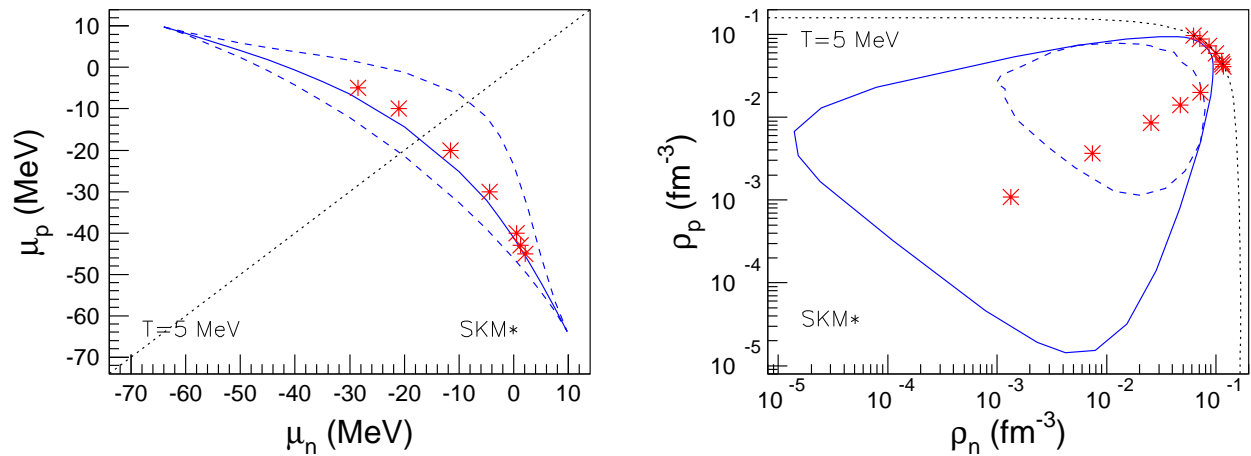 10
0
-10
-20
-30
-40
-50
-60
-70
μp (MeV)
T=5 MeV
SKM*
-70 -60 -50 -40 -30 -20 -10 0 10
μn (MeV)
10^-1
10^-2
10^-3
10^-4
10^-5
ρp (fm^-3)
T=5 MeV
SKM*
10^-5 10^-4 10^-3 10^-2 10^-1
ρn (fm^-3)